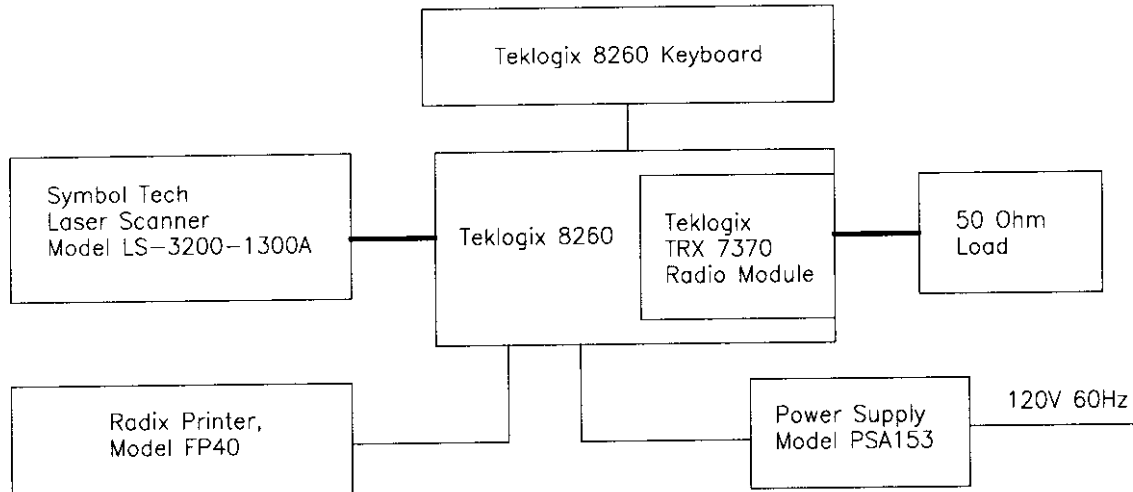 Teklogix 8260 Keyboard
Symbol Tech
Laser Scanner
Model LS-3200-1300A
Teklogix 8260
Teklogix
TRX 7370
Radio Module
50 Ohm
Load
Radix Printer,
Model FP40
Power Supply
Model PSA153
120V 60Hz